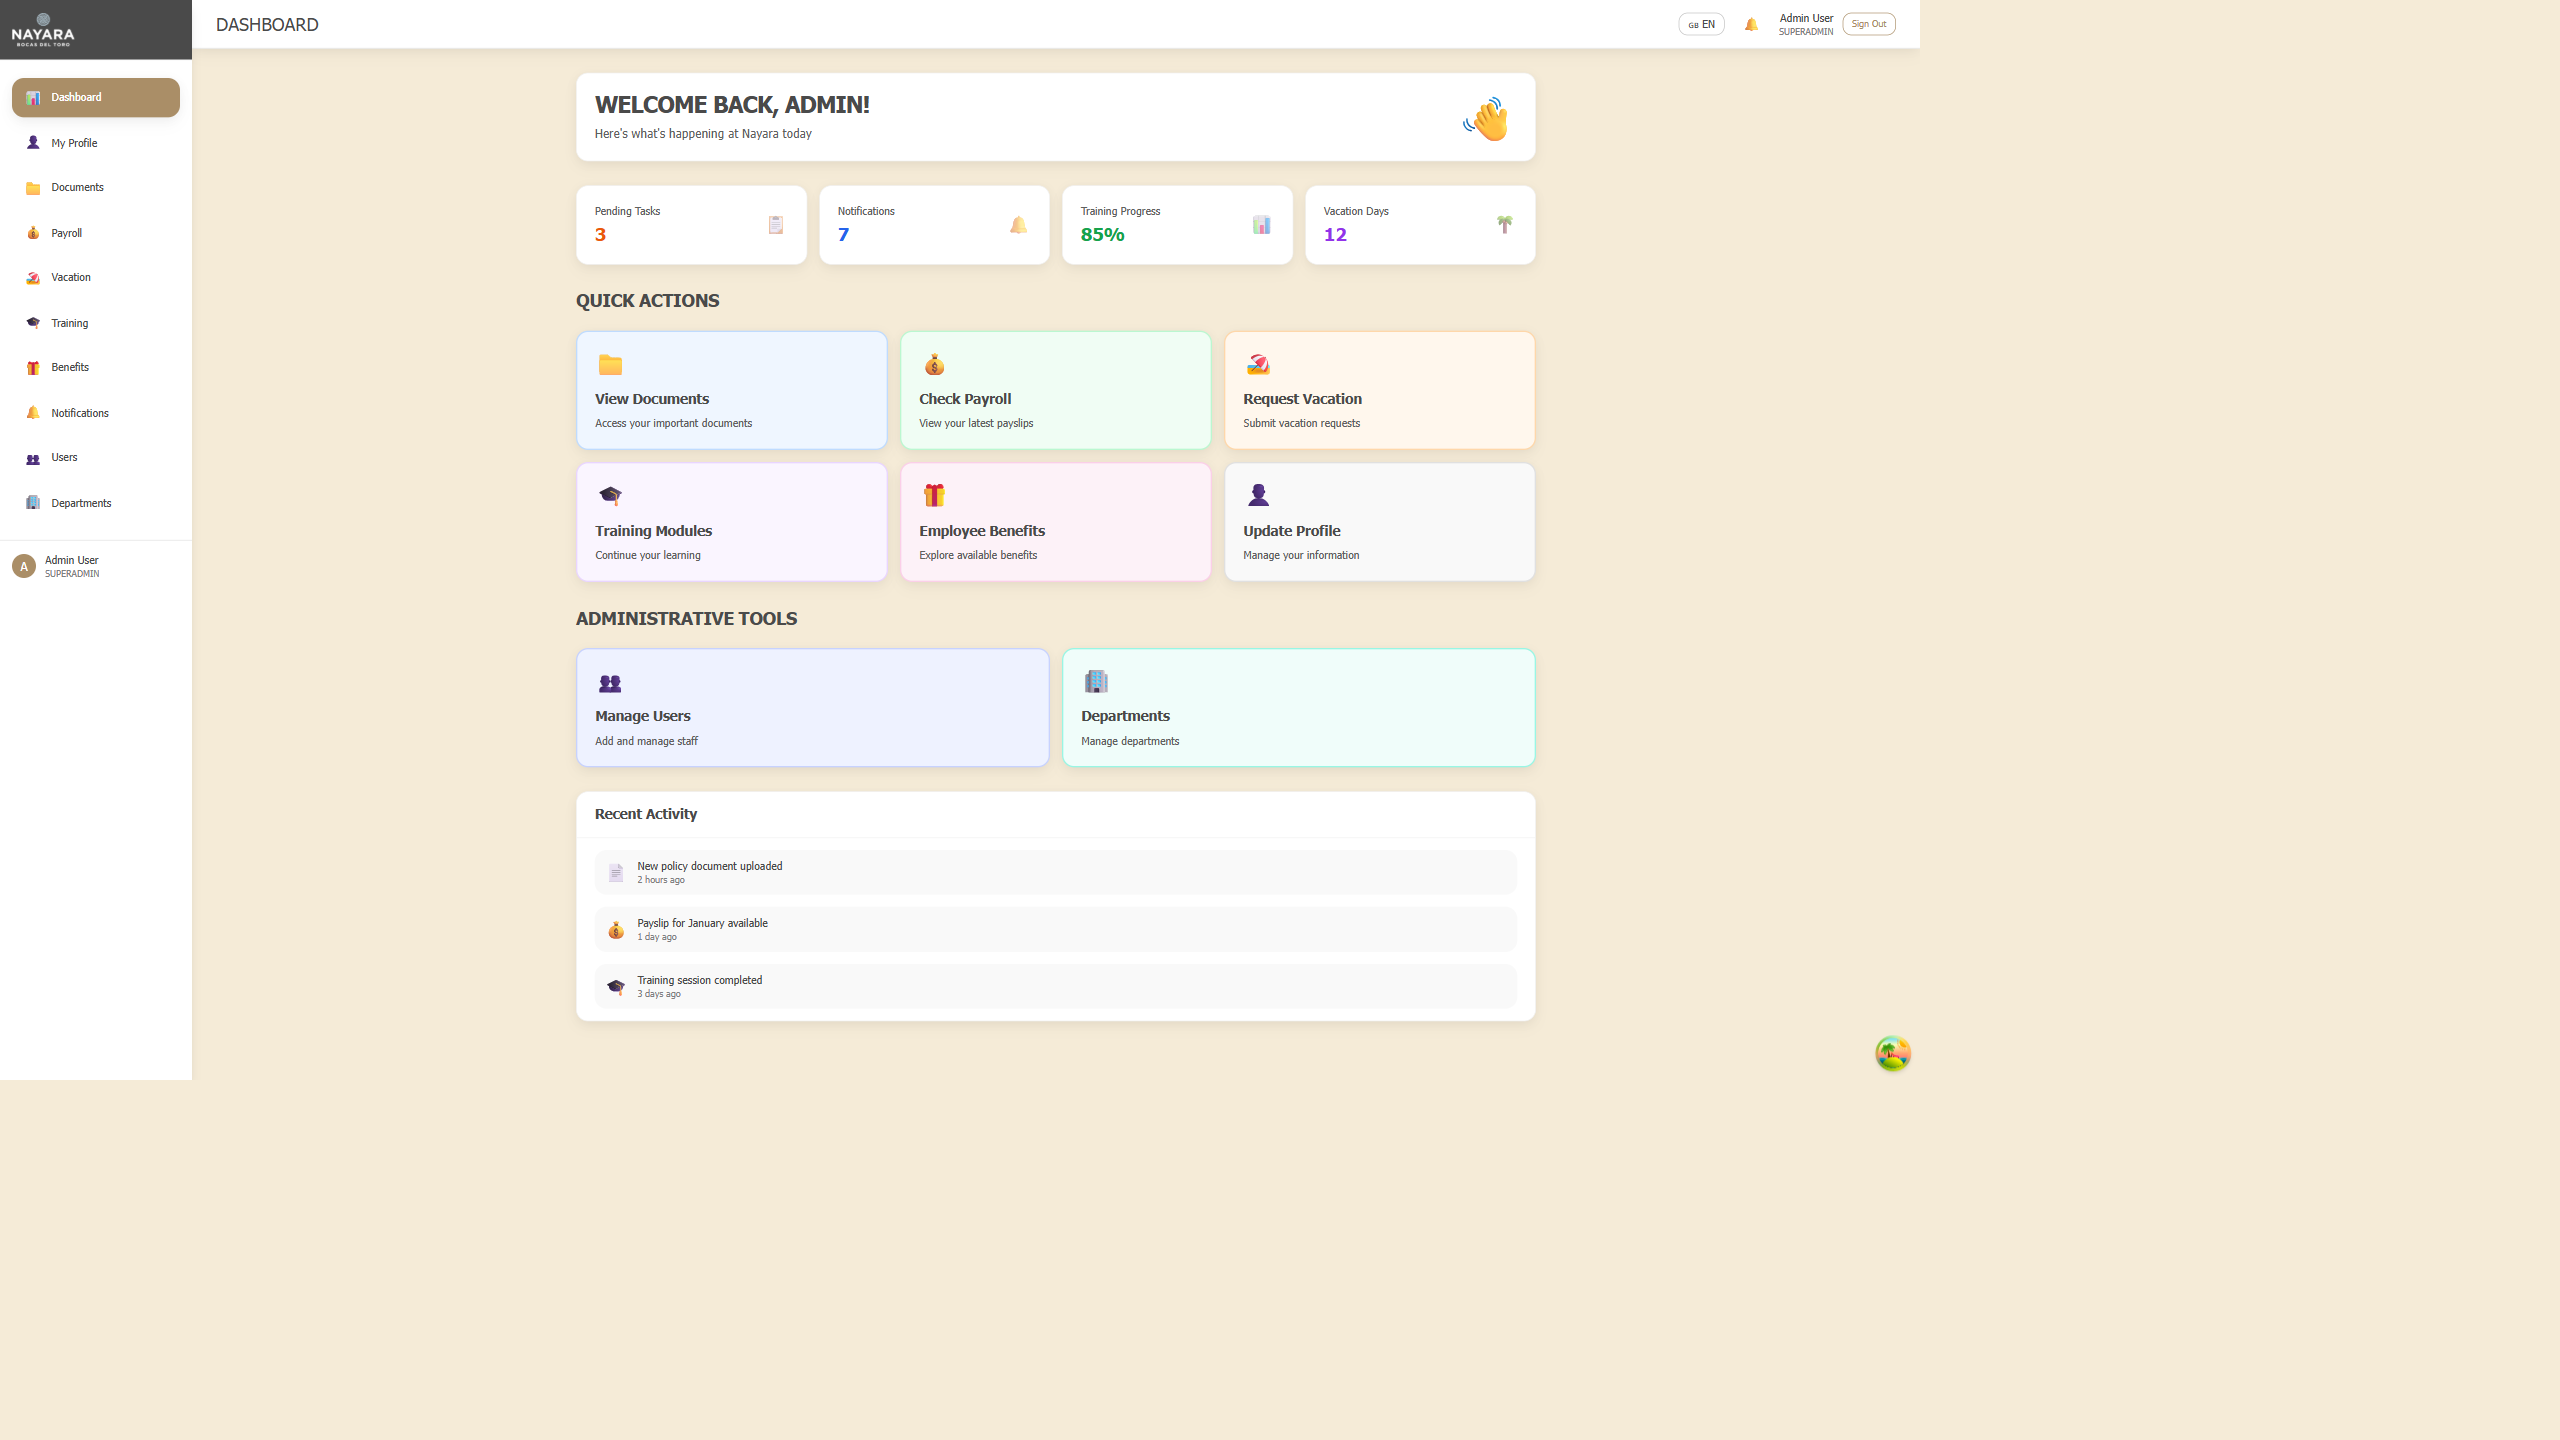 NAYARA
BOCAS DEL TORO
DASHBOARD
GB EN
Admin User
SUPERADMIN
Sign Out
Dashboard
My Profile
Documents
Payroll
Vacation
Training
Benefits
Notifications
Users
Departments
A
Admin User
SUPERADMIN
WELCOME BACK, ADMIN!
Here's what's happening at Nayara today
Pending Tasks
3
Notifications
7
Training Progress
85%
Vacation Days
12
QUICK ACTIONS
View Documents
Access your important documents
Check Payroll
View your latest payslips
Request Vacation
Submit vacation requests
Training Modules
Continue your learning
Employee Benefits
Explore available benefits
Update Profile
Manage your information
ADMINISTRATIVE TOOLS
Manage Users
Add and manage staff
Departments
Manage departments
Recent Activity
New policy document uploaded
2 hours ago
Payslip for January available
1 day ago
Training session completed
3 days ago